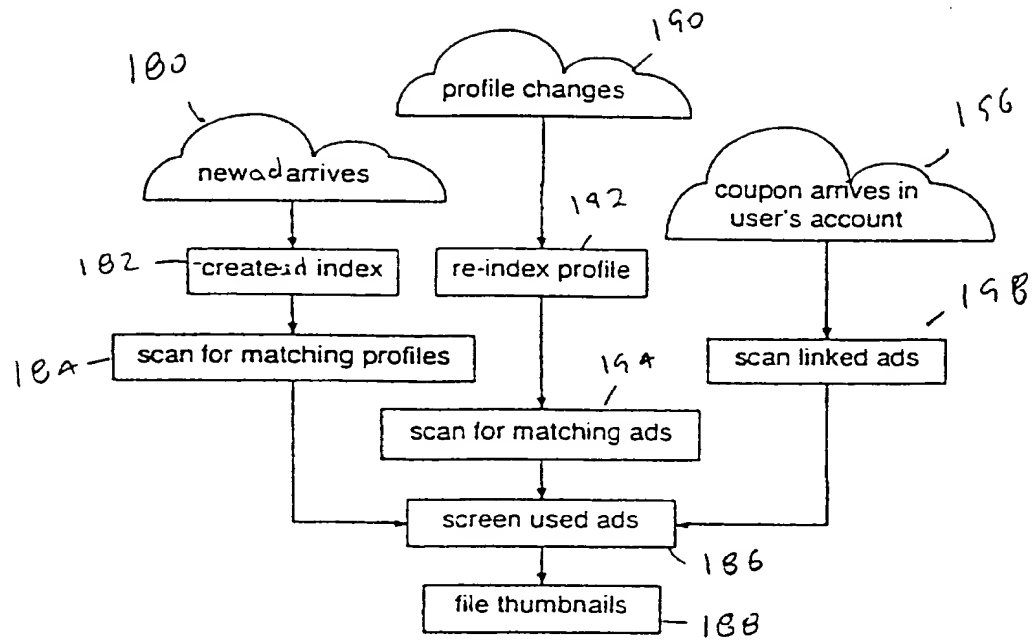 190
profile changes
180
new ad arrives
196
coupon arrives in
user's account
192
182
create ad index
re-index profile
198
184
scan for matching profiles
scan linked ads
194
scan for matching ads
screen used ads
186
file thumbnails
188